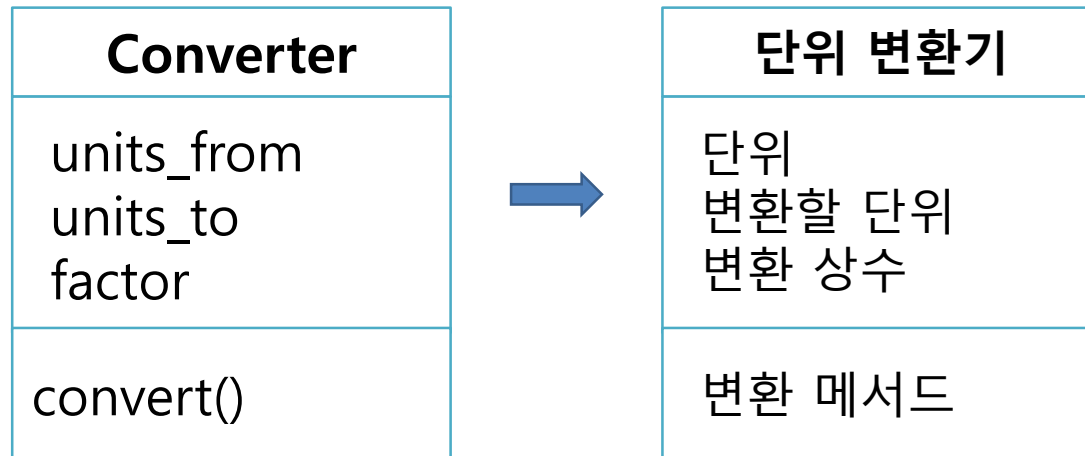 Converter
units_from
units_to
factor
convert()
단위 변환기
단위
변환할 단위
변환 상수
변환 메서드